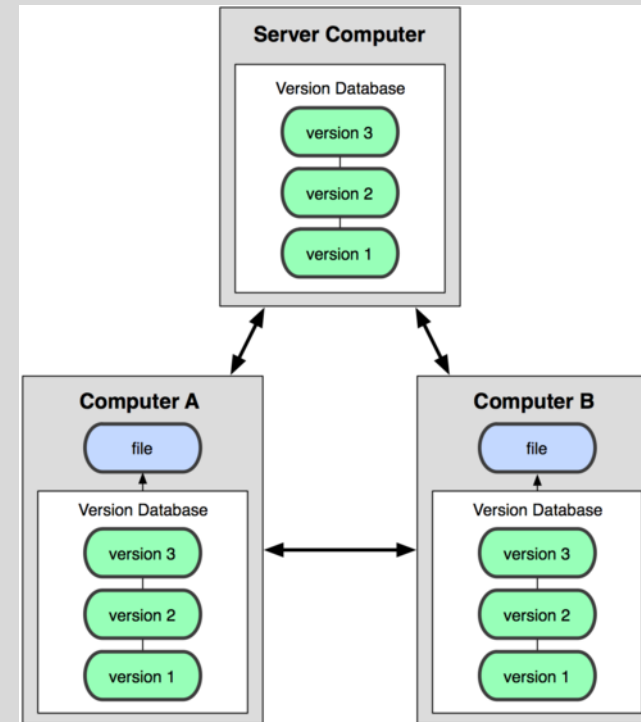 Server Computer
Version Database
version 3
version 2
version 1
Computer A
file
Version Database
version 3
version 2
version 1
Computer B
file
Version Database
version 3
version 2
version 1